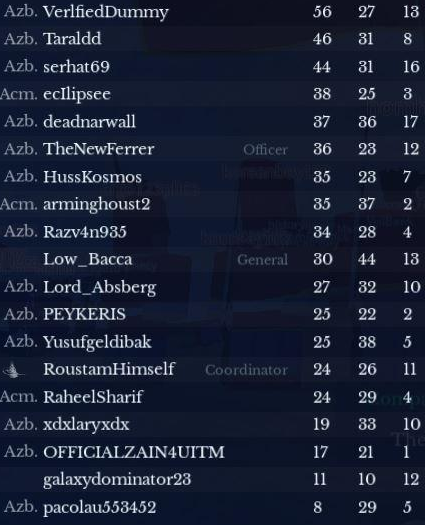 Azb. VerlfiedDummy 56 27 13
Azb. Taraldd 46 31 8
Azb. serhat69 44 31 16
Acm. ecIlipsee 38 25 3
Azb. deadnarwall 37 36 17
Azb. TheNewFerrer Officer 36 23 12
Azb. HussKosmos 35 23 7
Acm. arminghoust2 35 37 2
Azb. Razv4n935 34 28 4
Low_Bacca General 30 44 13
Azb. Lord_Absberg 27 32 10
Azb. PEYKERIS 25 22 2
Azb. Yusufgeldibak 25 38 5
RoustamHimself Coordinator 24 26 11
Acm. RaheelSharif 24 29 4
Azb. xdxlaryxdx 19 33 10
Azb. OFFICIALZAIN4UITM 17 21 1
galaxydominator23 11 10 12
Azb. pacolau553452 8 29 5